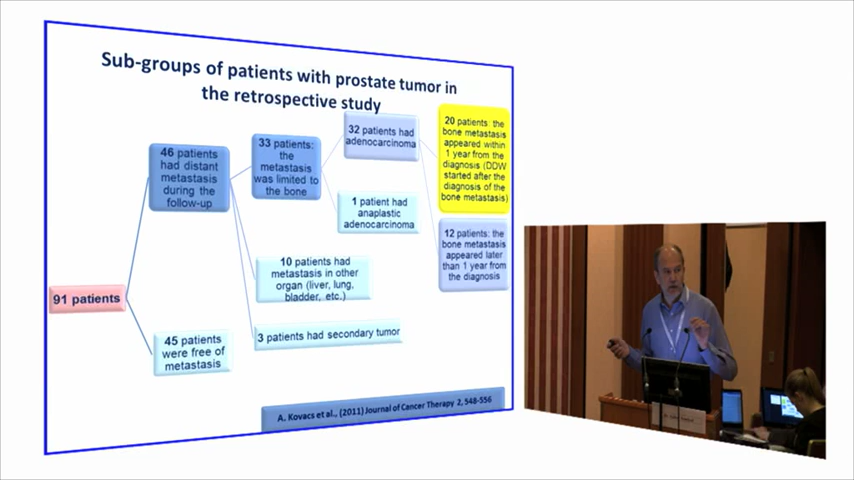 Sub-groups of patients with prostate tumor in
the retrospective study
91 patients
46 patients
had distant
metastasis
during the
follow-up
45 patients
were free of
metastasis
33 patients:
the
metastasis
was limited to
the bone
10 patients had
metastasis in other
organ (liver, lung,
bladder, etc.)
3 patients had secondary tumor
32 patients had
adenocarcinoma
1 patient had
anaplastic
adenocarcinoma
20 patients: the
bone metastasis
appeared within
1 year from the
diagnosis (DDW
started after the
diagnosis of the
bone metastasis)
12 patients: the
bone metastasis
appeared later
than 1 year from
the diagnosis
A. Kovacs et al., (2011) Journal of Cancer Therapy 2, 548-556